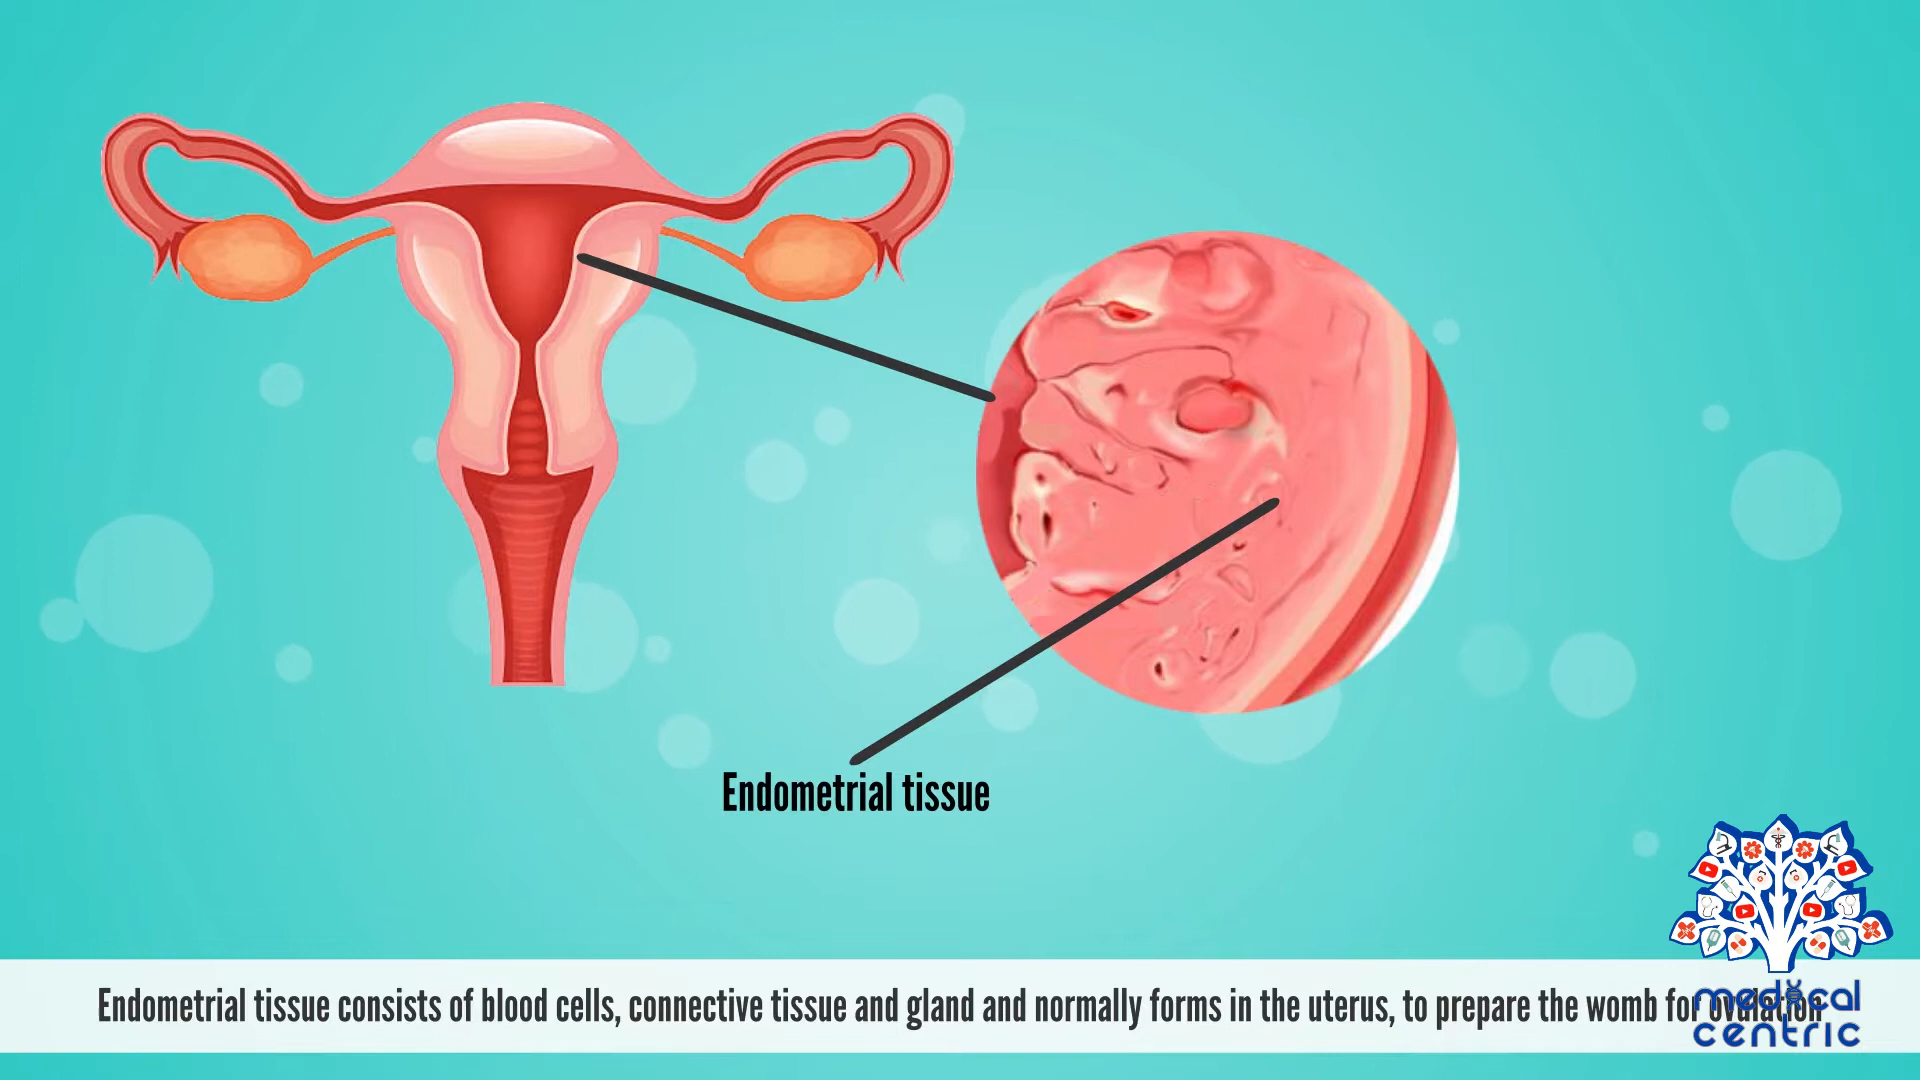 Endometrial tissue
Endometrial tissue consists of blood cells, connective tissue and gland and normally forms in the uterus, to prepare the womb for ovulation
medical
centric